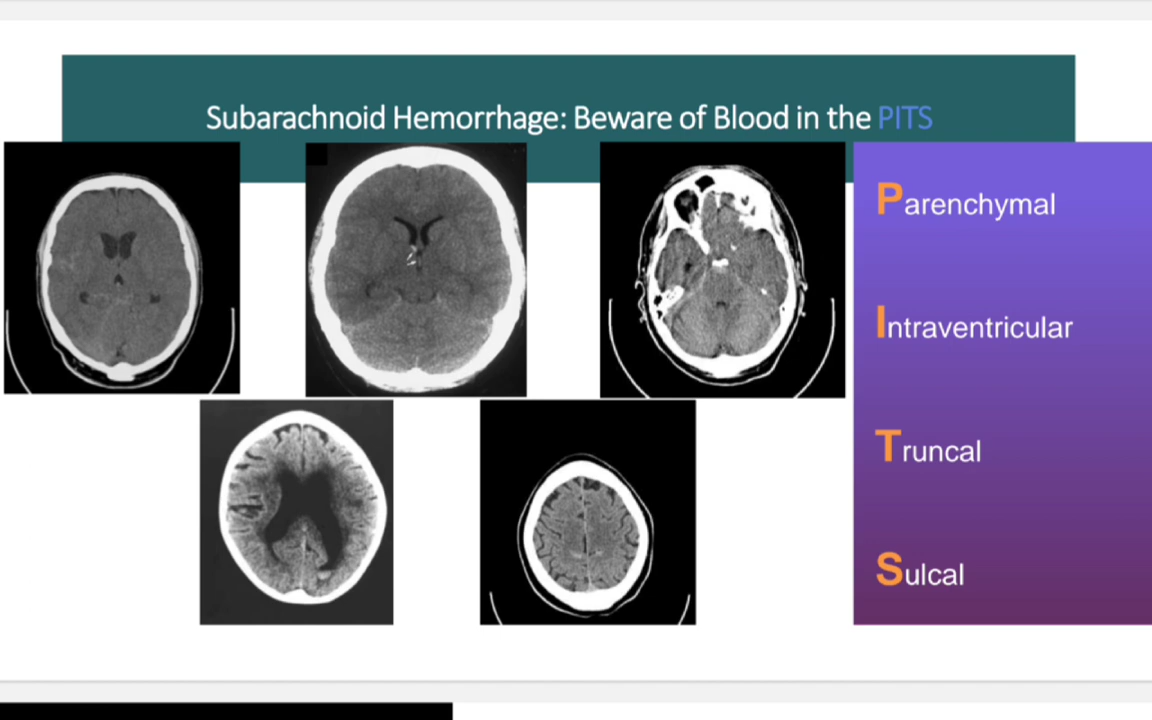 Subarachnoid Hemorrhage: Beware of Blood in the PITS
Parenchymal
Intraventricular
Truncal
Sulcal